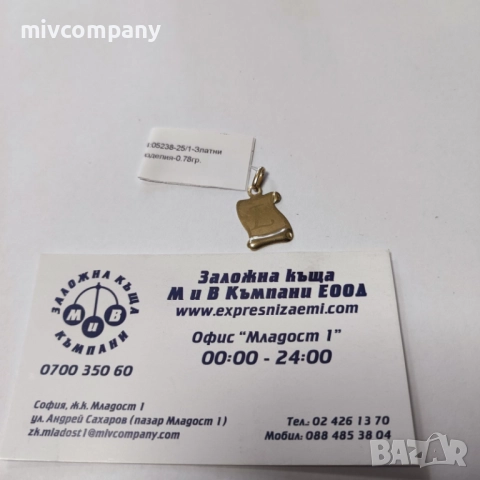 mivcompany
05238-25/1-Златни
изделия-0.78гр.
ЗАЛОЖНА КЪЩА
М И В
КЪМПАНИ
0700 350 60
Заложна къща
М и В Къмпани ЕООД
www.expresnizaemi.com
Офис “Младост 1”
00:00 - 24:00
София, ж.к. Младост 1
ул. Андрей Сахаров (пазар Младост 1)
zk.mladost1@mivcompany.com
Тел.: 02 426 13 70
Мобил: 088 485 38 04
BAZAR